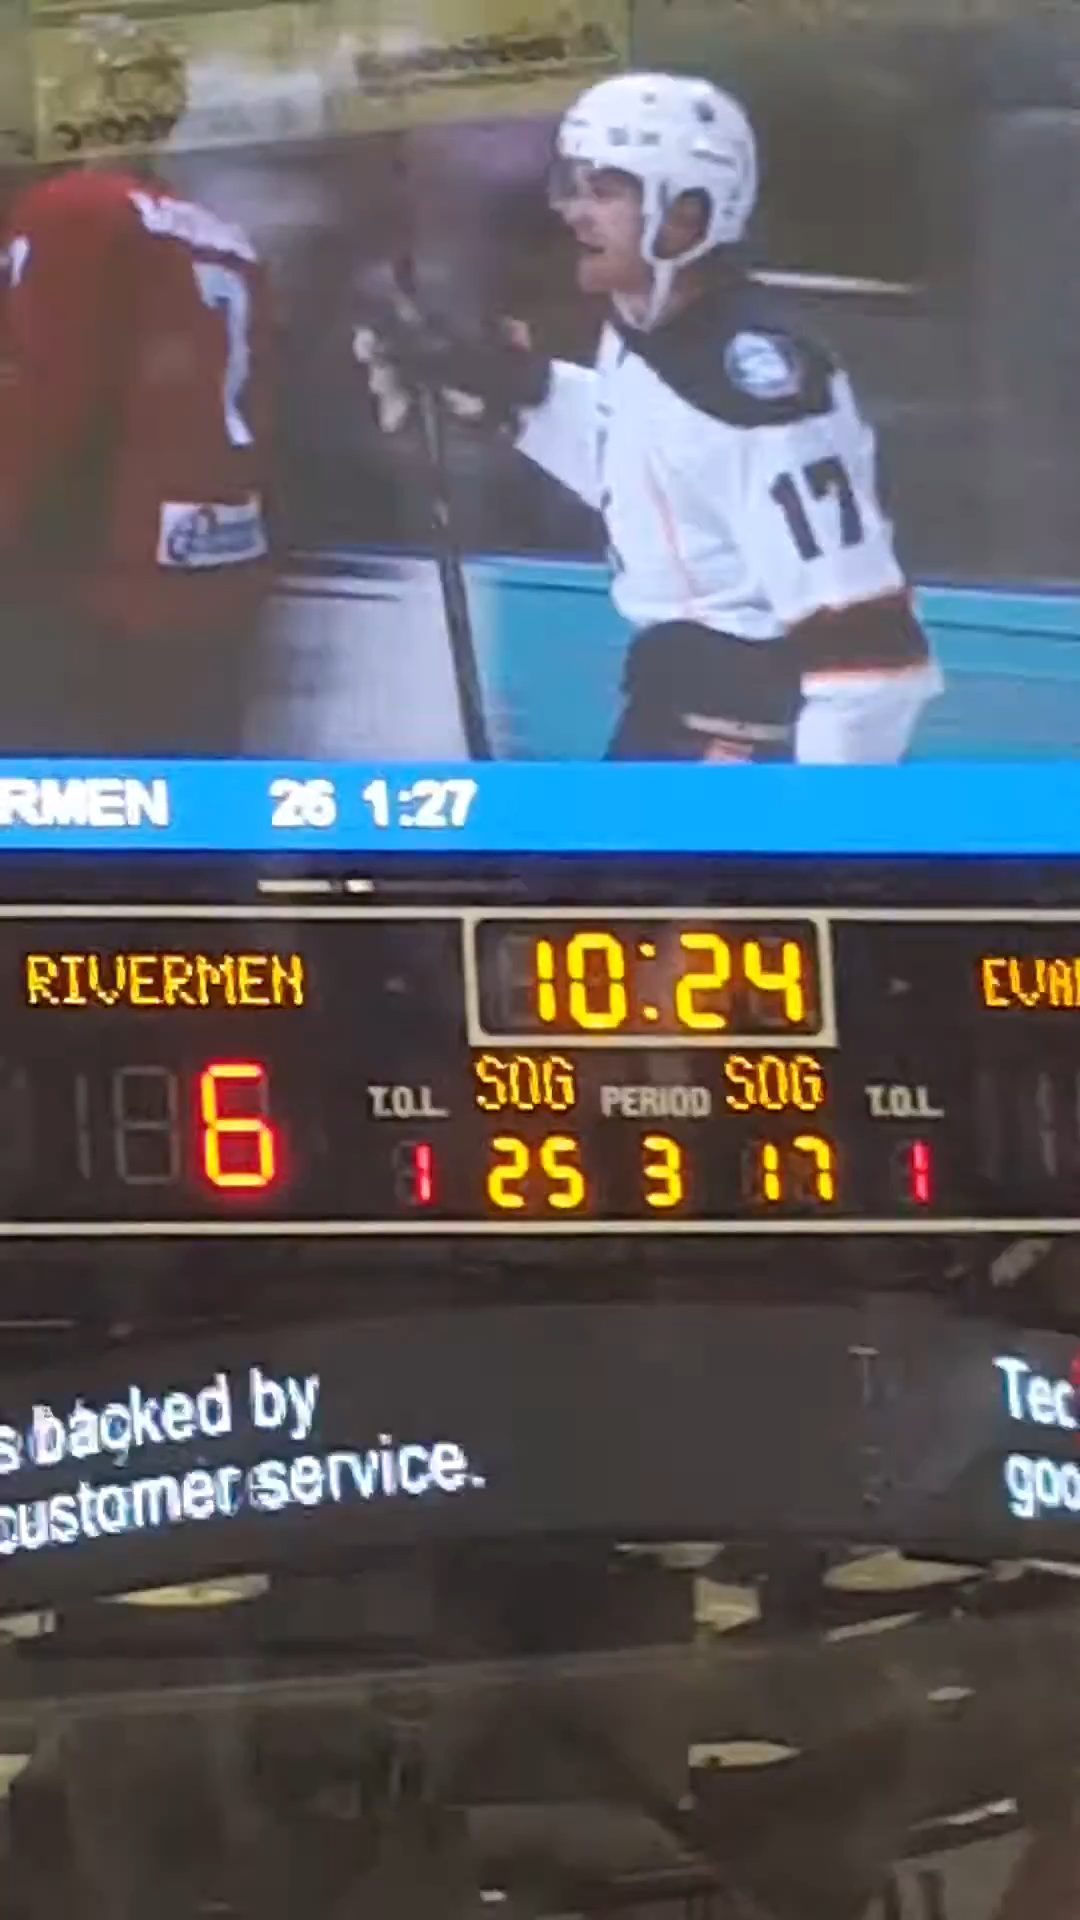 17
RMEN 26 1:27
RIVERMEN 10:24 EVA
6 T.O.L. SOG PERIOD SOG T.O.L.
1 25 3 17 1
s backed by
customer service.
Tec
goo